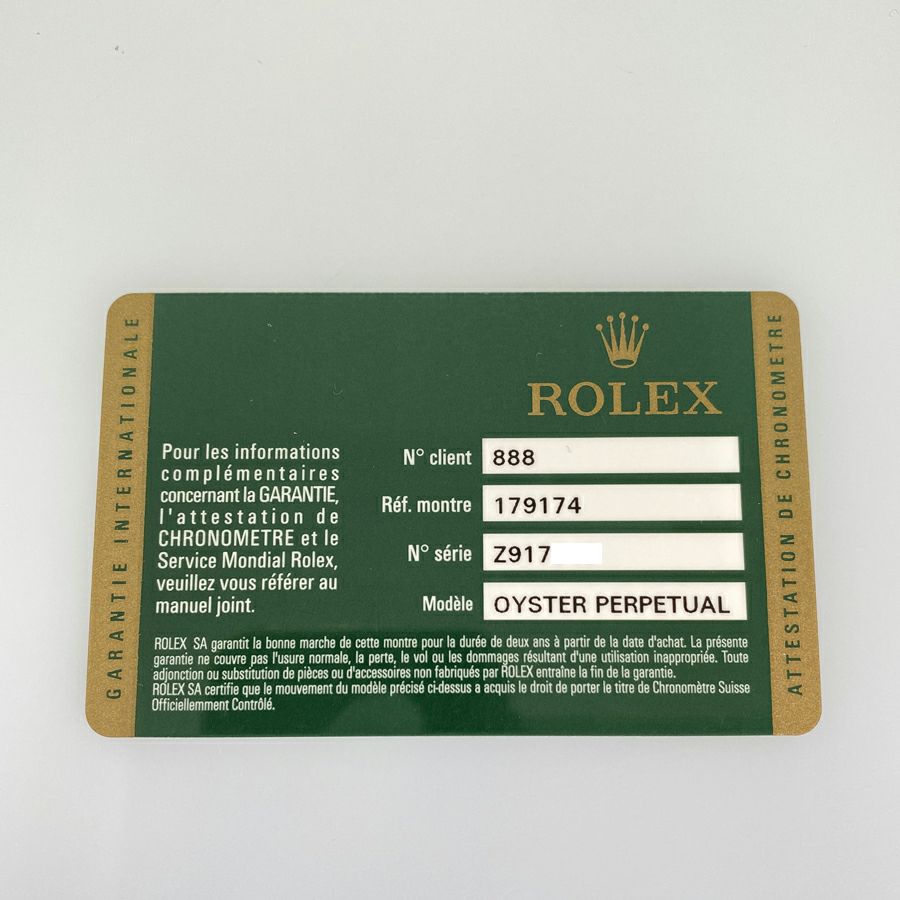 GARANTIE INTERNATIONALE
ROLEX
Pour les informations
complémentaires
concernant la GARANTIE,
l'attestation de
CHRONOMETRE et le
Service Mondial Rolex,
veuillez vous référer au
manuel joint.
N° client 888
Réf. montre 179174
N° série Z917
Modèle OYSTER PERPETUAL
ROLEX SA garantit la bonne marche de cette montre pour la durée de deux ans à partir de la date d'achat. La présente
garantie ne couvre pas l'usure normale, la perte, le vol ou les dommages résultant d'une utilisation inappropriée. Toute
adjonction ou substitution de pièces ou d'accessoires non fabriqués par ROLEX entraîne la fin de la garantie.
ROLEX SA certifie que le mouvement du modèle précisé ci-dessus a acquis le droit de porter le titre de Chronomètre Suisse
Officiellement Contrôlé.
ATTESTATION DE CHRONOMETRE